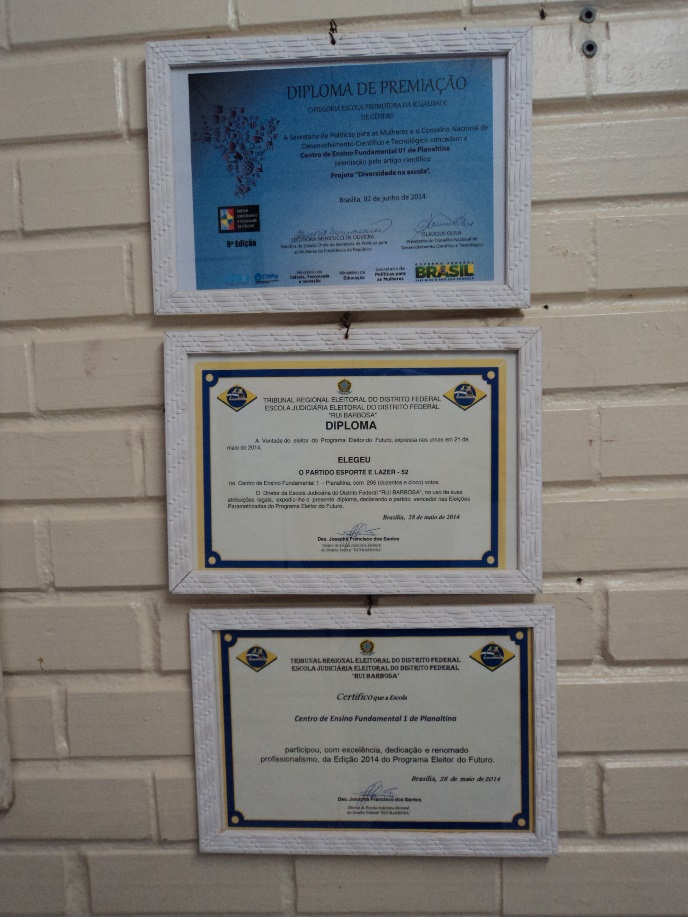 DIPLOMA DE PREMIAÇÃO
CATEGORIA ESCOLA PROMOTORA DA IGUALDADE
DE GÊNERO
A Secretaria de Políticas para as Mulheres e o Conselho Nacional de
Desenvolvimento Científico e Tecnológico concedem a
Centro de Ensino Fundamental 01 de Planaltina
premiação pelo artigo científico
Projeto "Diversidade na escola".
Brasília, 02 de junho de 2014.
9ª Edição
ELEONORA MENICUCCI DE OLIVEIRA
Ministra de Estado Chefe da Secretaria de Políticas para
as Mulheres da Presidência da República
GLAUCIUS OLIVA
Presidente do Conselho Nacional de
Desenvolvimento Científico e Tecnológico
CNPq
Ministério da
Ciência, Tecnologia
e Inovação
Ministério da
Educação
Secretaria de
Políticas para
as Mulheres
GOVERNO FEDERAL
BRASIL
TRIBUNAL REGIONAL ELEITORAL DO DISTRITO FEDERAL
ESCOLA JUDICIÁRIA ELEITORAL DO DISTRITO FEDERAL
"RUI BARBOSA"
DIPLOMA
A Vontade do eleitor do Programa Eleitor do Futuro, expressa nas urnas em 21 de
maio de 2014,
ELEGEU
O PARTIDO ESPORTE E LAZER - 52
no Centro de Ensino Fundamental 1 - Planaltina, com 205 (duzentos e cinco) votos.
O Diretor da Escola Judiciária do Distrito Federal "RUI BARBOSA", no uso de suas
atribuições legais, expediu-lhe o presente diploma, declarando o partido vencedor nas Eleições
Parametrizadas do Programa Eleitor do Futuro.
Brasília, 28 de maio de 2014
Des. Josaphá Francisco dos Santos
Diretor da Escola Judiciária Eleitoral
do Distrito Federal "RUI BARBOSA"
TRIBUNAL REGIONAL ELEITORAL DO DISTRITO FEDERAL
ESCOLA JUDICIÁRIA ELEITORAL DO DISTRITO FEDERAL
"RUI BARBOSA"
Certifico que a Escola
Centro de Ensino Fundamental 1 de Planaltina
participou, com excelência, dedicação e renomado
profissionalismo, da Edição 2014 do Programa Eleitor do Futuro.
Brasília, 28 de maio de 2014
Des. Josaphá Francisco dos Santos
Diretor da Escola Judiciária Eleitoral
do Distrito Federal "RUI BARBOSA"